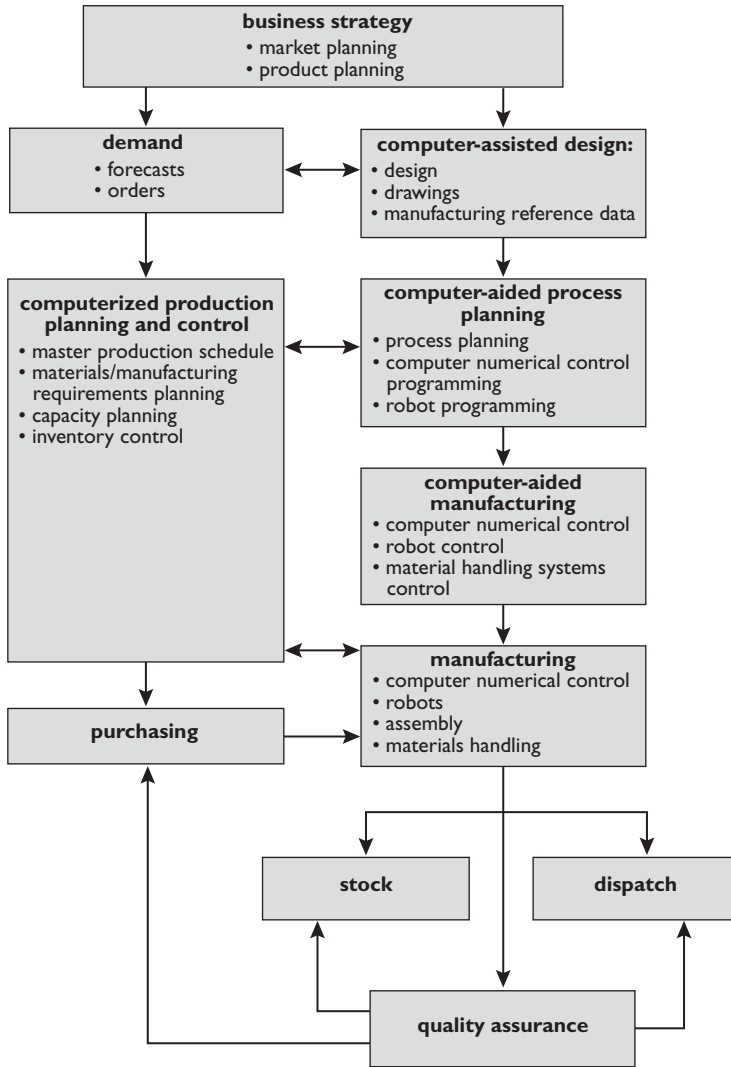 business strategy
• market planning
• product planning
demand
• forecasts
• orders
computer-assisted design:
• design
• drawings
• manufacturing reference data
computerized production
planning and control
• master production schedule
• materials/manufacturing
requirements planning
• capacity planning
• inventory control
computer-aided process
planning
• process planning
• computer numerical control
programming
• robot programming
computer-aided
manufacturing
• computer numerical control
• robot control
• material handling systems
control
manufacturing
• computer numerical control
• robots
• assembly
• materials handling
purchasing
stock
dispatch
quality assurance